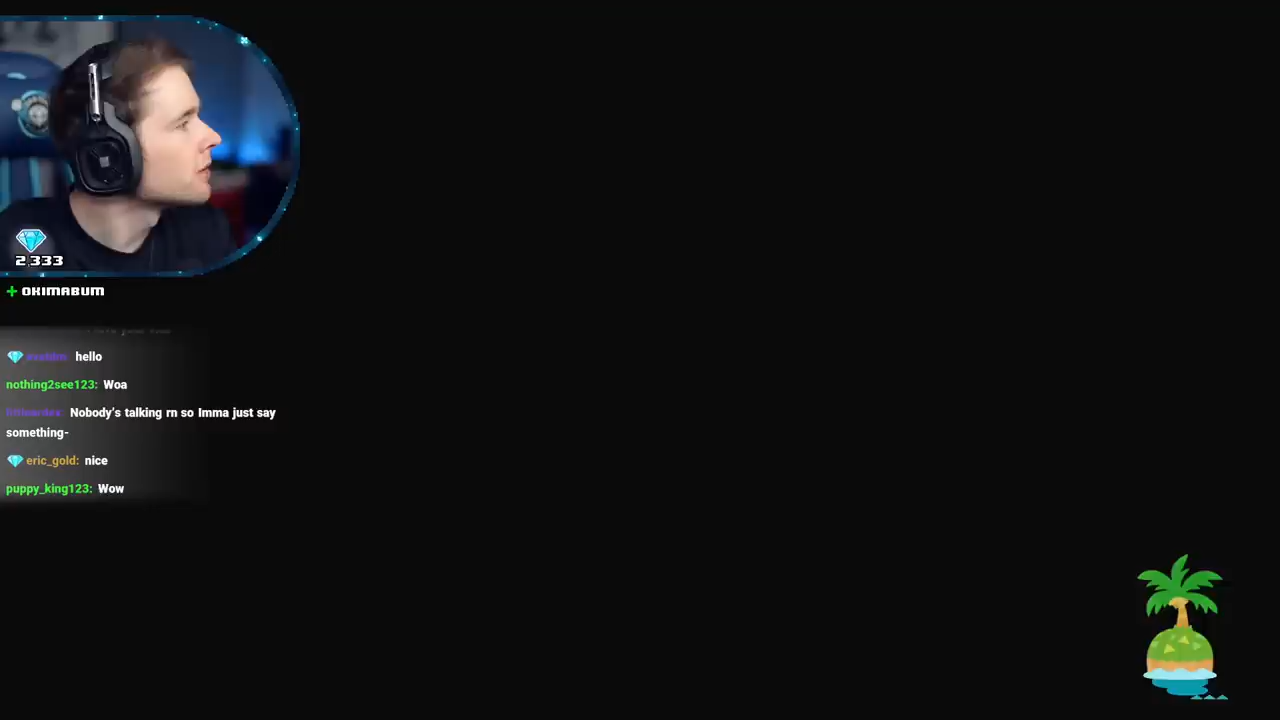 2,333
+ OKIMABUM
hello
nothing2see123: Woa
Nobody's talking rn so Imma just say
something-
eric_gold: nice
puppy_king123: Wow